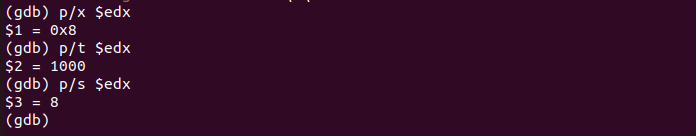 (gdb) p/x $edx
$1 = 0x8
(gdb) p/t $edx
$2 = 1000
(gdb) p/s $edx
$3 = 8
(gdb)